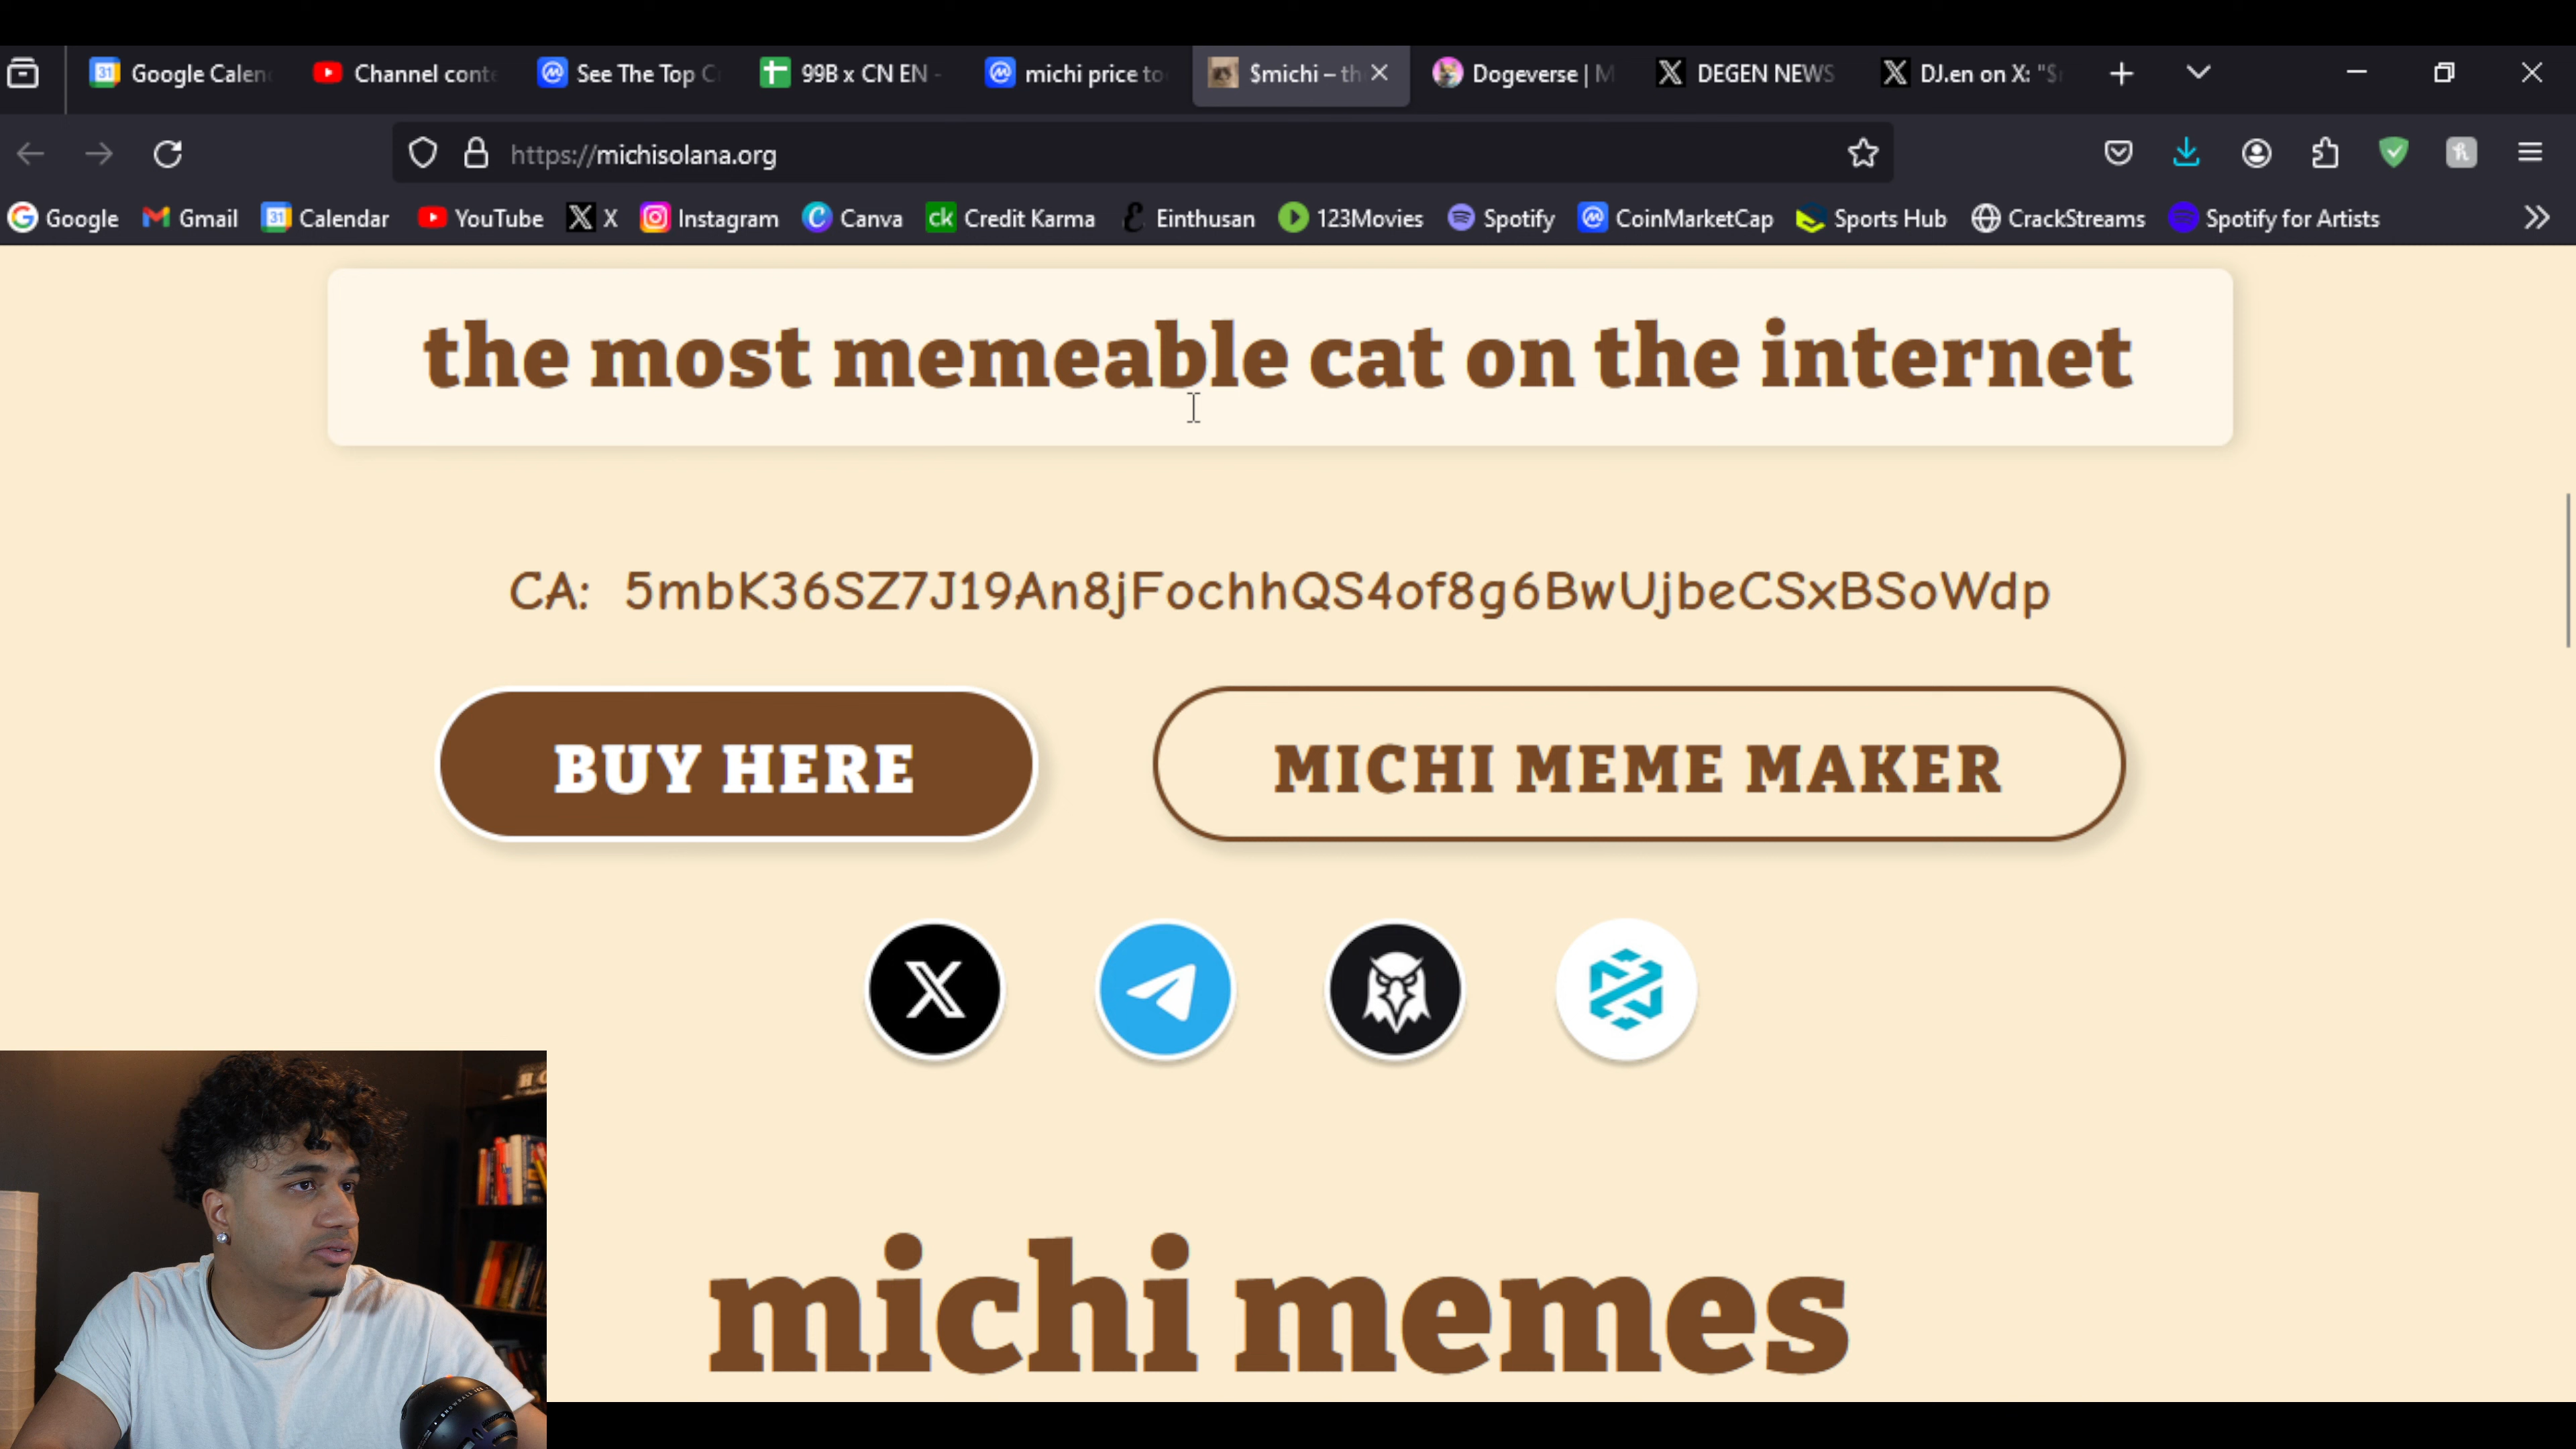 Google Calen
Channel conte
See The Top C
99B x CN EN -
michi price to
$michi – th
Dogeverse | M
DEGEN NEWS
DJ.en on X: "$
https://michisolana.org
Google
Gmail
Calendar
YouTube
X
Instagram
Canva
ck Credit Karma
Einthusan
123Movies
Spotify
CoinMarketCap
Sports Hub
CrackStreams
Spotify for Artists
the most memeable cat on the internet
CA: 5mbK36SZ7J19An8jFochhQS4of8g6BwUjbeCSxBSoWdp
BUY HERE
MICHI MEME MAKER
michi memes